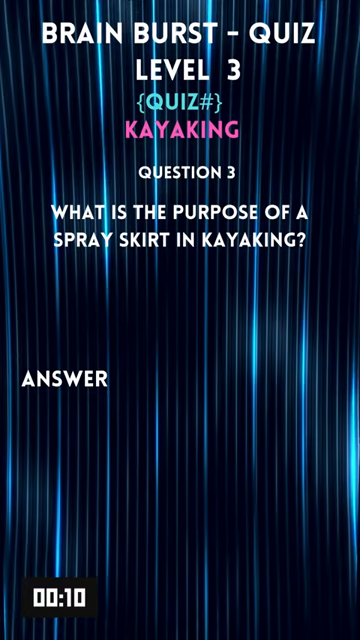 BRAIN BURST - QUIZ
LEVEL 3
{QUIZ#}
KAYAKING
QUESTION 3
WHAT IS THE PURPOSE OF A
SPRAY SKIRT IN KAYAKING?
ANSWER
00:10